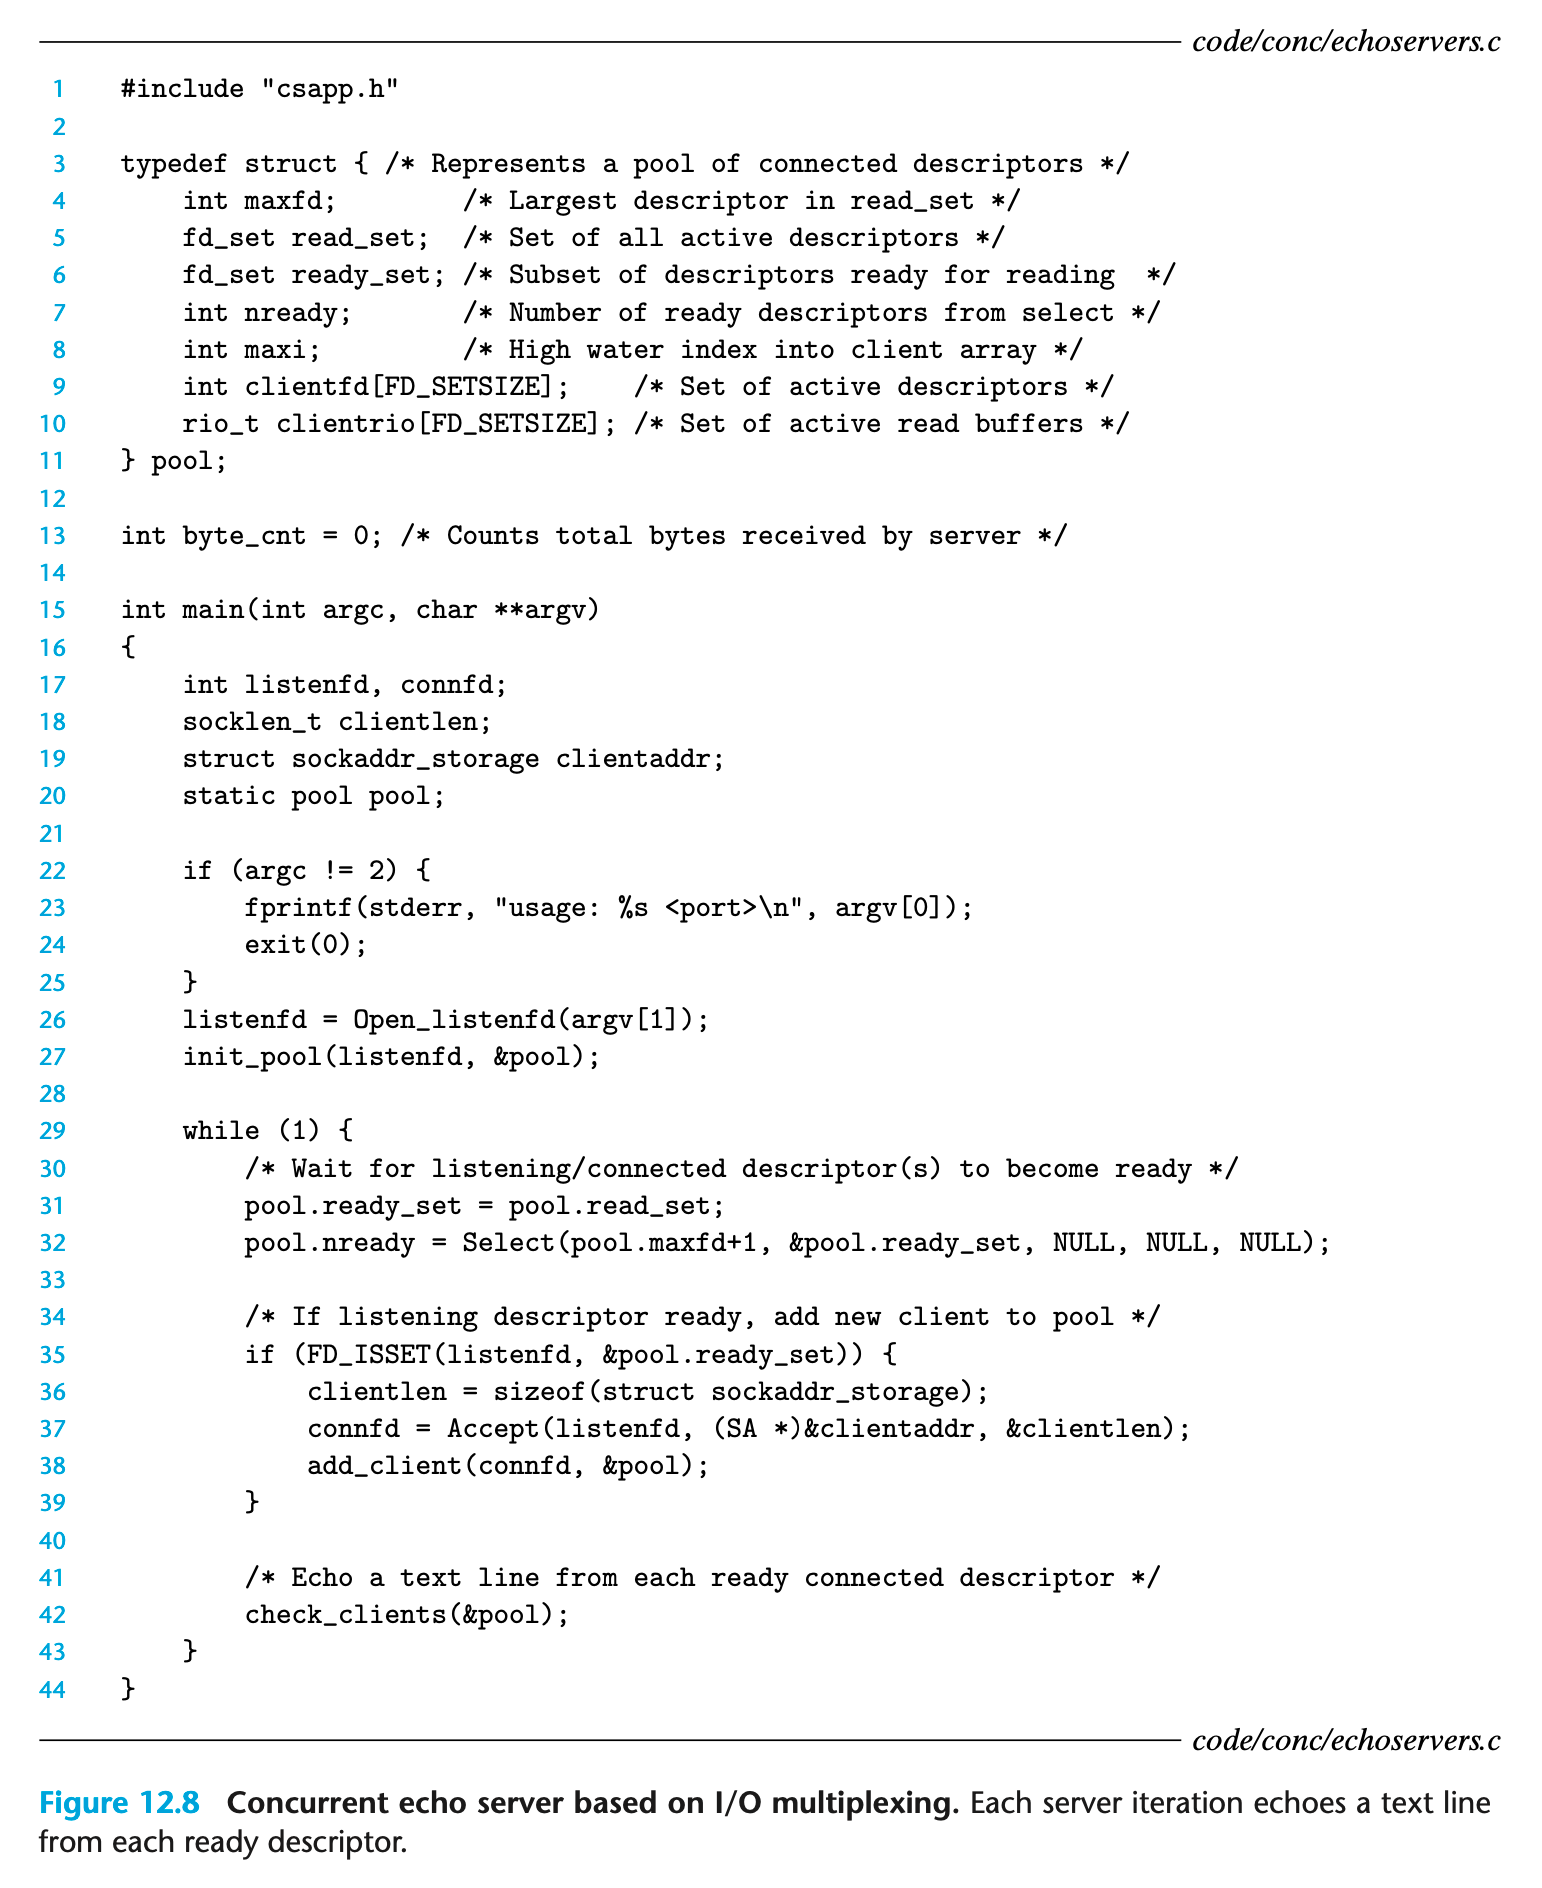 code/conc/echoservers.c
1 #include "csapp.h"
2
3 typedef struct { /* Represents a pool of connected descriptors */
4     int maxfd;        /* Largest descriptor in read_set */
5     fd_set read_set;  /* Set of all active descriptors */
6     fd_set ready_set; /* Subset of descriptors ready for reading  */
7     int nready;       /* Number of ready descriptors from select */
8     int maxi;         /* High water index into client array */
9     int clientfd[FD_SETSIZE];    /* Set of active descriptors */
10     rio_t clientrio[FD_SETSIZE]; /* Set of active read buffers */
11 } pool;
12
13 int byte_cnt = 0; /* Counts total bytes received by server */
14
15 int main(int argc, char **argv)
16 {
17     int listenfd, connfd;
18     socklen_t clientlen;
19     struct sockaddr_storage clientaddr;
20     static pool pool;
21
22     if (argc != 2) {
23         fprintf(stderr, "usage: %s <port>\n", argv[0]);
24         exit(0);
25     }
26     listenfd = Open_listenfd(argv[1]);
27     init_pool(listenfd, &pool);
28
29     while (1) {
30         /* Wait for listening/connected descriptor(s) to become ready */
31         pool.ready_set = pool.read_set;
32         pool.nready = Select(pool.maxfd+1, &pool.ready_set, NULL, NULL, NULL);
33
34         /* If listening descriptor ready, add new client to pool */
35         if (FD_ISSET(listenfd, &pool.ready_set)) {
36             clientlen = sizeof(struct sockaddr_storage);
37             connfd = Accept(listenfd, (SA *)&clientaddr, &clientlen);
38             add_client(connfd, &pool);
39         }
40
41         /* Echo a text line from each ready connected descriptor */
42         check_clients(&pool);
43     }
44 }
code/conc/echoservers.c
Figure 12.8 Concurrent echo server based on I/O multiplexing. Each server iteration echoes a text line
from each ready descriptor.